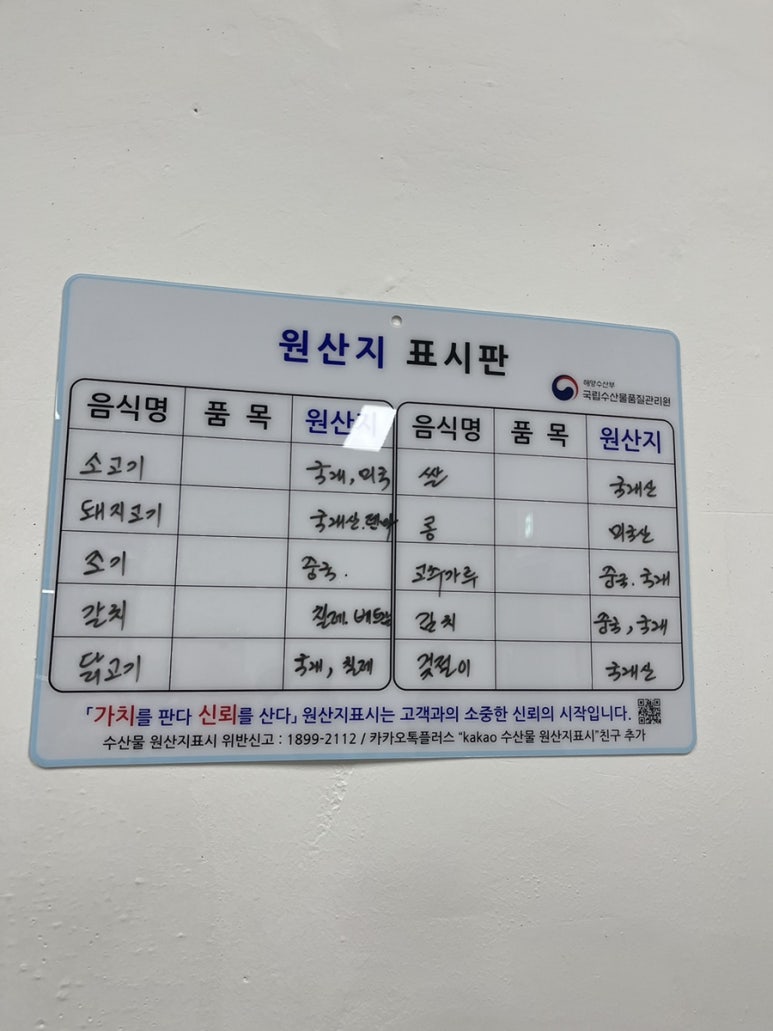 원산지 표시판
해양수산부
국립수산물품질관리원
음식명 품 목 원산지
소고기 국내, 미국
돼지고기 국내산.
조기 중국.
갈치 칠레. 베트남
닭고기 국내, 칠레
음식명 품 목 원산지
쌀 국내산
콩 미국산
고춧가루 중국. 국내
김치 중국, 국내
겉절이 국내산
「가치를 판다 신뢰를 산다」 원산지표시는 고객과의 소중한 신뢰의 시작입니다.
수산물 원산지표시 위반신고 : 1899-2112 / 카카오톡플러스 "kakao 수산물 원산지표시"친구 추가